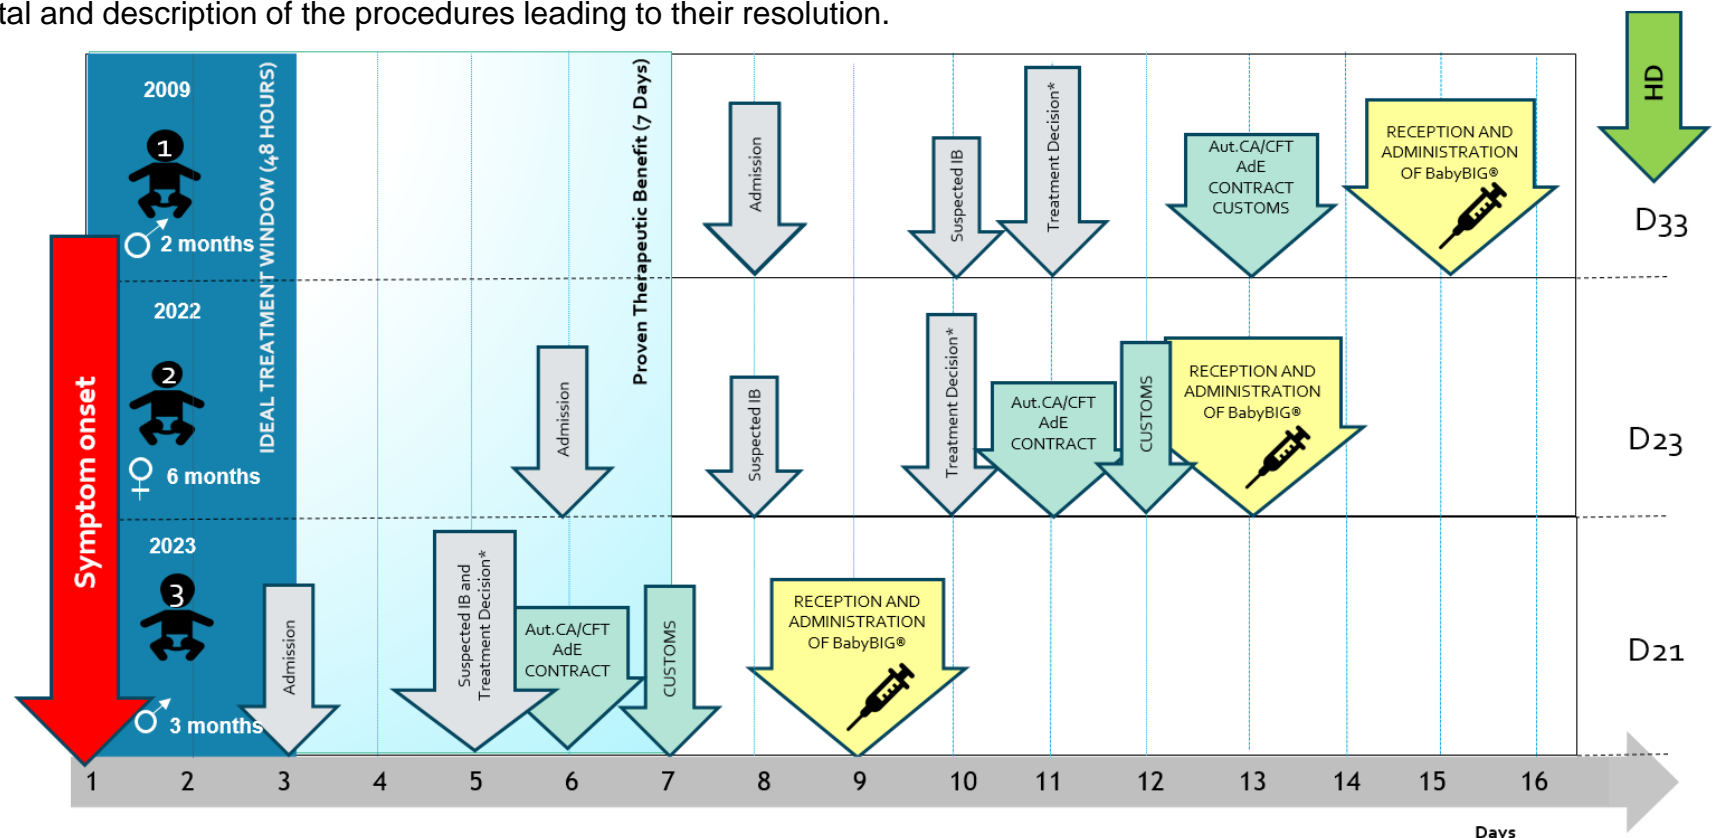 tal and description of the procedures leading to their resolution.
HD
Symptom onset
IDEAL TREATMENT WINDOW (48 HOURS)
Proven Therapeutic Benefit (7 Days)
2009
1
2 months
Admission
Suspected IB
Treatment Decision*
Aut.CA/CFT
AdE
CONTRACT
CUSTOMS
RECEPTION AND
ADMINISTRATION
OF BabyBIG®
D33
2022
2
6 months
Admission
Suspected IB
Treatment Decision*
Aut.CA/CFT
AdE
CONTRACT
CUSTOMS
RECEPTION AND
ADMINISTRATION
OF BabyBIG®
D23
2023
3
3 months
Admission
Suspected IB and
Treatment Decision*
Aut.CA/CFT
AdE
CONTRACT
CUSTOMS
RECEPTION AND
ADMINISTRATION
OF BabyBIG®
D21
1 2 3 4 5 6 7 8 9 10 11 12 13 14 15 16
Days